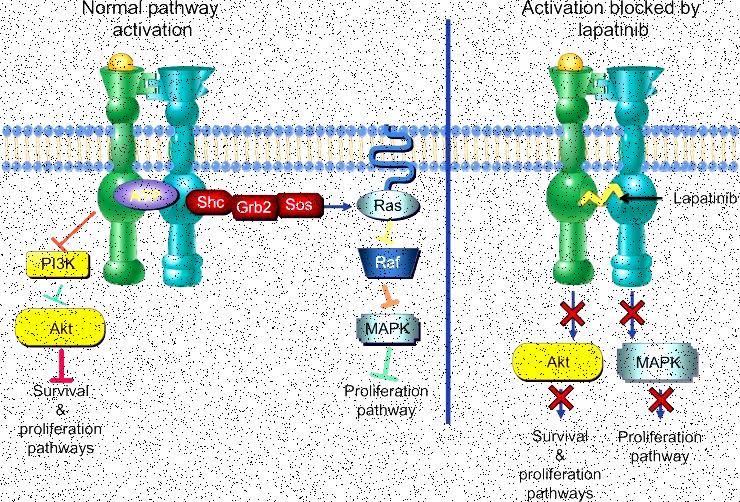 Normal pathway
activation
Shc
Grb2
Sos
Ras
PI3K
Raf
Akt
MAPK
Survival
&
proliferation
pathways
Proliferation
pathway
Activation blocked by
lapatinib
Lapatinib
Akt
MAPK
Survival
&
proliferation
pathways
Proliferation
pathway